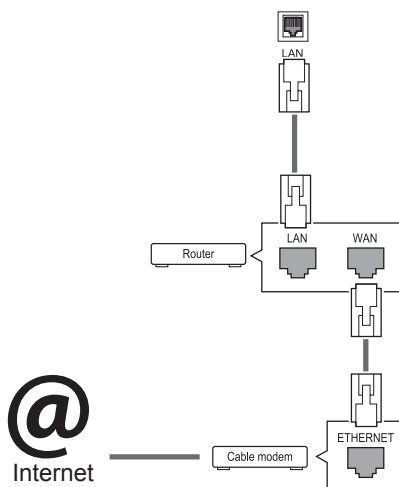 LAN
LAN WAN
Router
ETHERNET
@
Cable modem
Internet